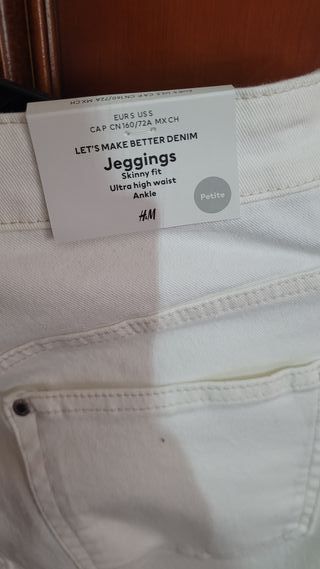 EUR S US S
CAP CN 160/72A MX CH
LET'S MAKE BETTER DENIM
Jeggings
Skinny fit
Ultra high waist
Ankle
Petite
H&M